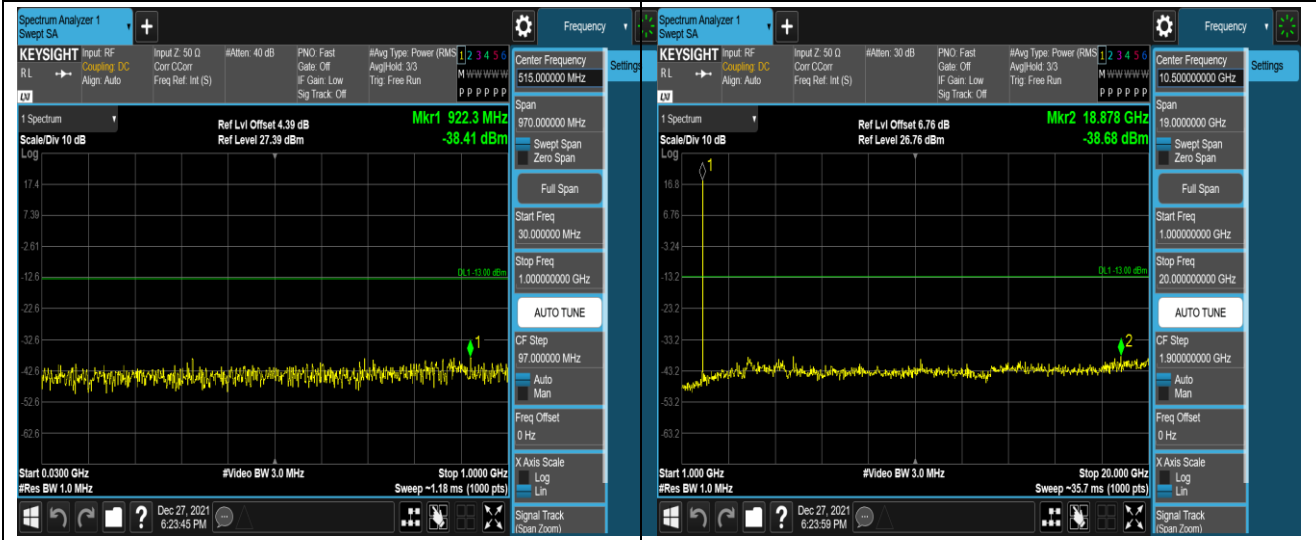 Spectrum Analyzer 1
Swept SA
Frequency
KEYSIGHT
RL
LXI
Input: RF
Coupling: DC
Align: Auto
Input Z: 50 Ω
Corr CCorr
Freq Ref: Int (S)
#Atten: 40 dB
PNO: Fast
Gate: Off
IF Gain: Low
Sig Track: Off
#Avg Type: Power (RMS
Avg|Hold: 3/3
Trig: Free Run
1 2 3 4 5 6
M W W W W W
P P P P P P
1 Spectrum
Scale/Div 10 dB
Log
Ref Lvl Offset 4.39 dB
Ref Level 27.39 dBm
Mkr1 922.3 MHz
-38.41 dBm
17.4
7.39
-2.61
-12.6
-22.6
-32.6
-42.6
-52.6
-62.6
DL1 -13.00 dBm
1
Start 0.0300 GHz
#Res BW 1.0 MHz
#Video BW 3.0 MHz
Stop 1.0000 GHz
Sweep ~1.18 ms (1000 pts)
Dec 27, 2021
6:23:45 PM
Center Frequency
515.000000 MHz
Settings
Span
970.000000 MHz
Swept Span
Zero Span
Full Span
Start Freq
30.000000 MHz
Stop Freq
1.000000000 GHz
AUTO TUNE
CF Step
97.000000 MHz
Auto
Man
Freq Offset
0 Hz
X Axis Scale
Log
Lin
Signal Track
(Span Zoom)
Spectrum Analyzer 1
Swept SA
Frequency
KEYSIGHT
RL
LXI
Input: RF
Coupling: DC
Align: Auto
Input Z: 50 Ω
Corr CCorr
Freq Ref: Int (S)
#Atten: 30 dB
PNO: Fast
Gate: Off
IF Gain: Low
Sig Track: Off
#Avg Type: Power (RMS
Avg|Hold: 3/3
Trig: Free Run
1 2 3 4 5 6
M W W W W W
P P P P P P
1 Spectrum
Scale/Div 10 dB
Log
Ref Lvl Offset 6.76 dB
Ref Level 26.76 dBm
Mkr2 18.878 GHz
-38.68 dBm
1
16.8
6.76
-3.24
-13.2
-23.2
-33.2
-43.2
-53.2
-63.2
DL1 -13.00 dBm
2
Start 1.000 GHz
#Res BW 1.0 MHz
#Video BW 3.0 MHz
Stop 20.000 GHz
Sweep ~35.7 ms (1000 pts)
Dec 27, 2021
6:23:59 PM
Center Frequency
10.500000000 GHz
Settings
Span
19.0000000 GHz
Swept Span
Zero Span
Full Span
Start Freq
1.000000000 GHz
Stop Freq
20.000000000 GHz
AUTO TUNE
CF Step
1.900000000 GHz
Auto
Man
Freq Offset
0 Hz
X Axis Scale
Log
Lin
Signal Track
(Span Zoom)